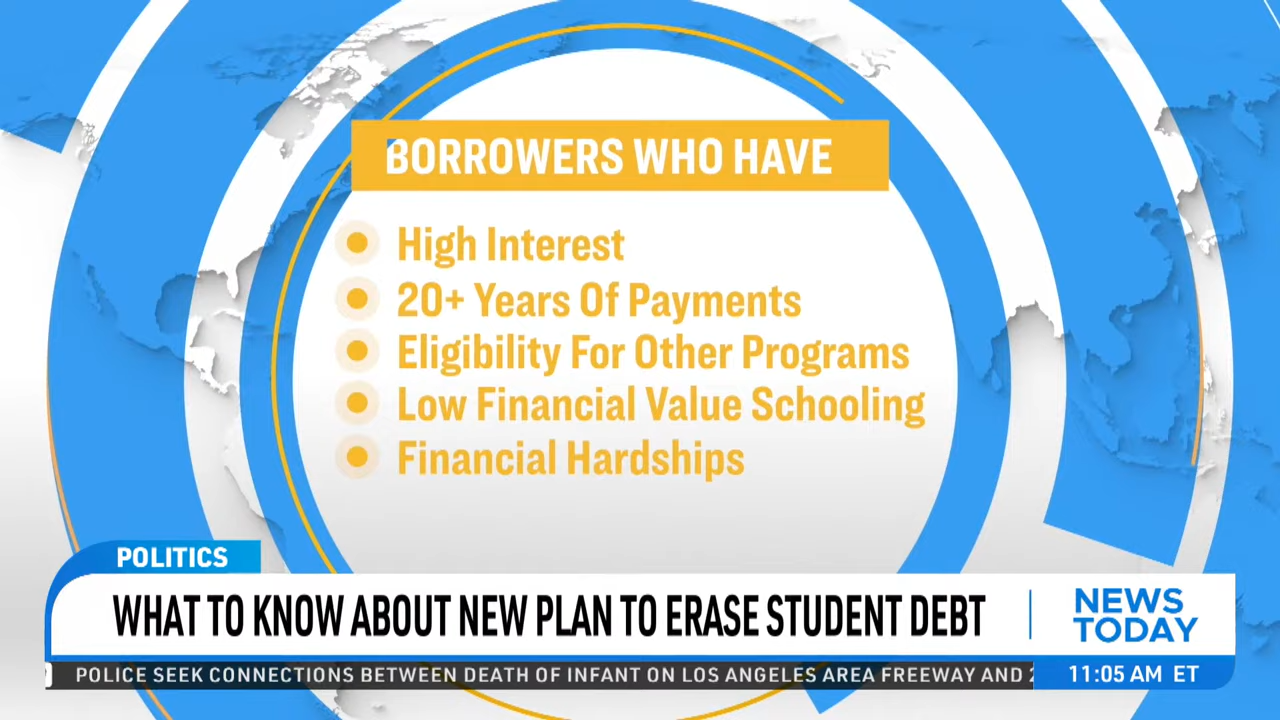 BORROWERS WHO HAVE
High Interest
20+ Years Of Payments
Eligibility For Other Programs
Low Financial Value Schooling
Financial Hardships
POLITICS
WHAT TO KNOW ABOUT NEW PLAN TO ERASE STUDENT DEBT
NEWS
TODAY
POLICE SEEK CONNECTIONS BETWEEN DEATH OF INFANT ON LOS ANGELES AREA FREEWAY AND
11:05 AM ET